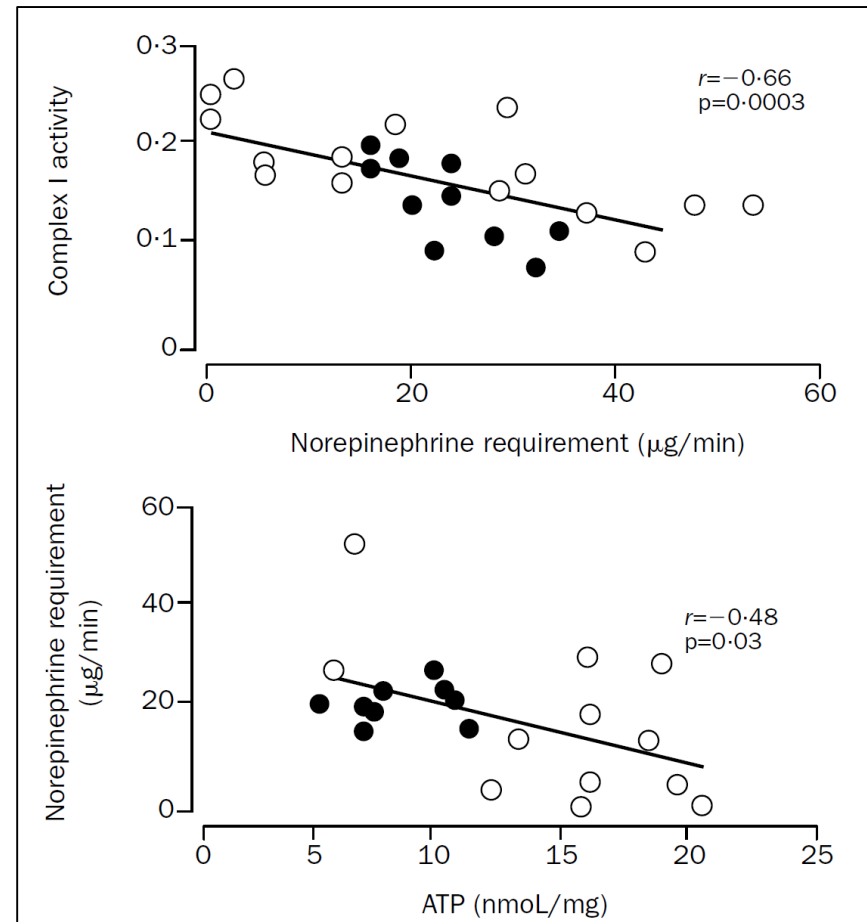 0·3
0·2
0·1
0
Complex I activity
r=−0·66
p=0·0003
0 20 40 60
Norepinephrine requirement (µg/min)
60
40
20
0
Norepinephrine requirement
(µg/min)
r=−0·48
p=0·03
0 5 10 15 20 25
ATP (nmoL/mg)